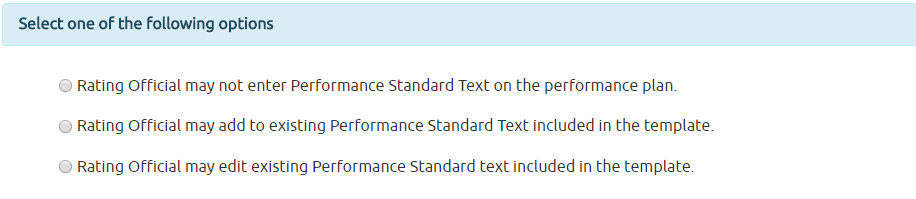 Select one of the following options
Rating Official may not enter Performance Standard Text on the performance plan.
Rating Official may add to existing Performance Standard Text included in the template.
Rating Official may edit existing Performance Standard text included in the template.